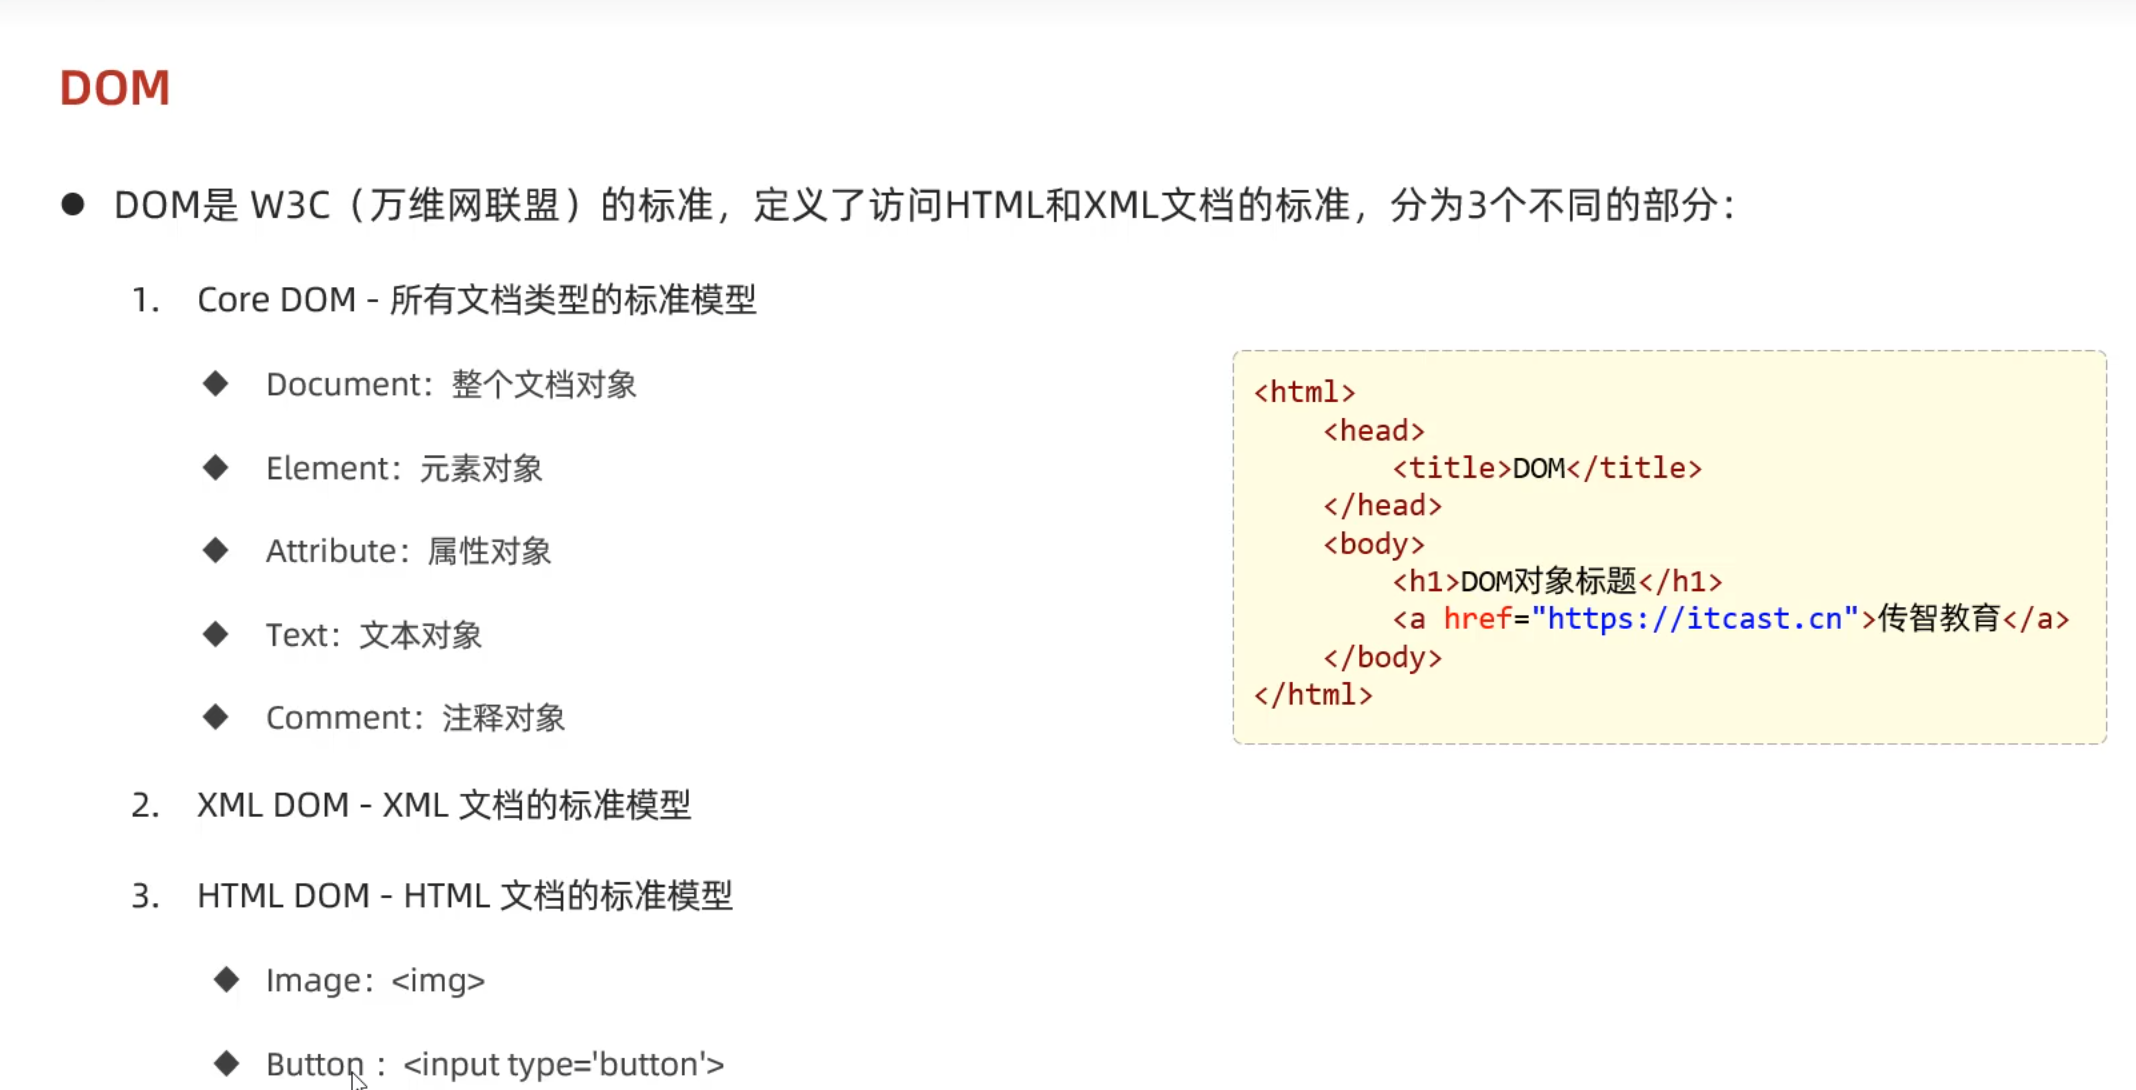 DOM
DOM是 W3C（万维网联盟）的标准，定义了访问HTML和XML文档的标准，分为3个不同的部分：
1. Core DOM - 所有文档类型的标准模型
Document：整个文档对象
Element：元素对象
Attribute：属性对象
Text：文本对象
Comment：注释对象
2. XML DOM - XML 文档的标准模型
3. HTML DOM - HTML 文档的标准模型
Image：<img>
Button ：<input type='button'>
<html>
<head>
<title>DOM</title>
</head>
<body>
<h1>DOM对象标题</h1>
<a href="https://itcast.cn">传智教育</a>
</body>
</html>